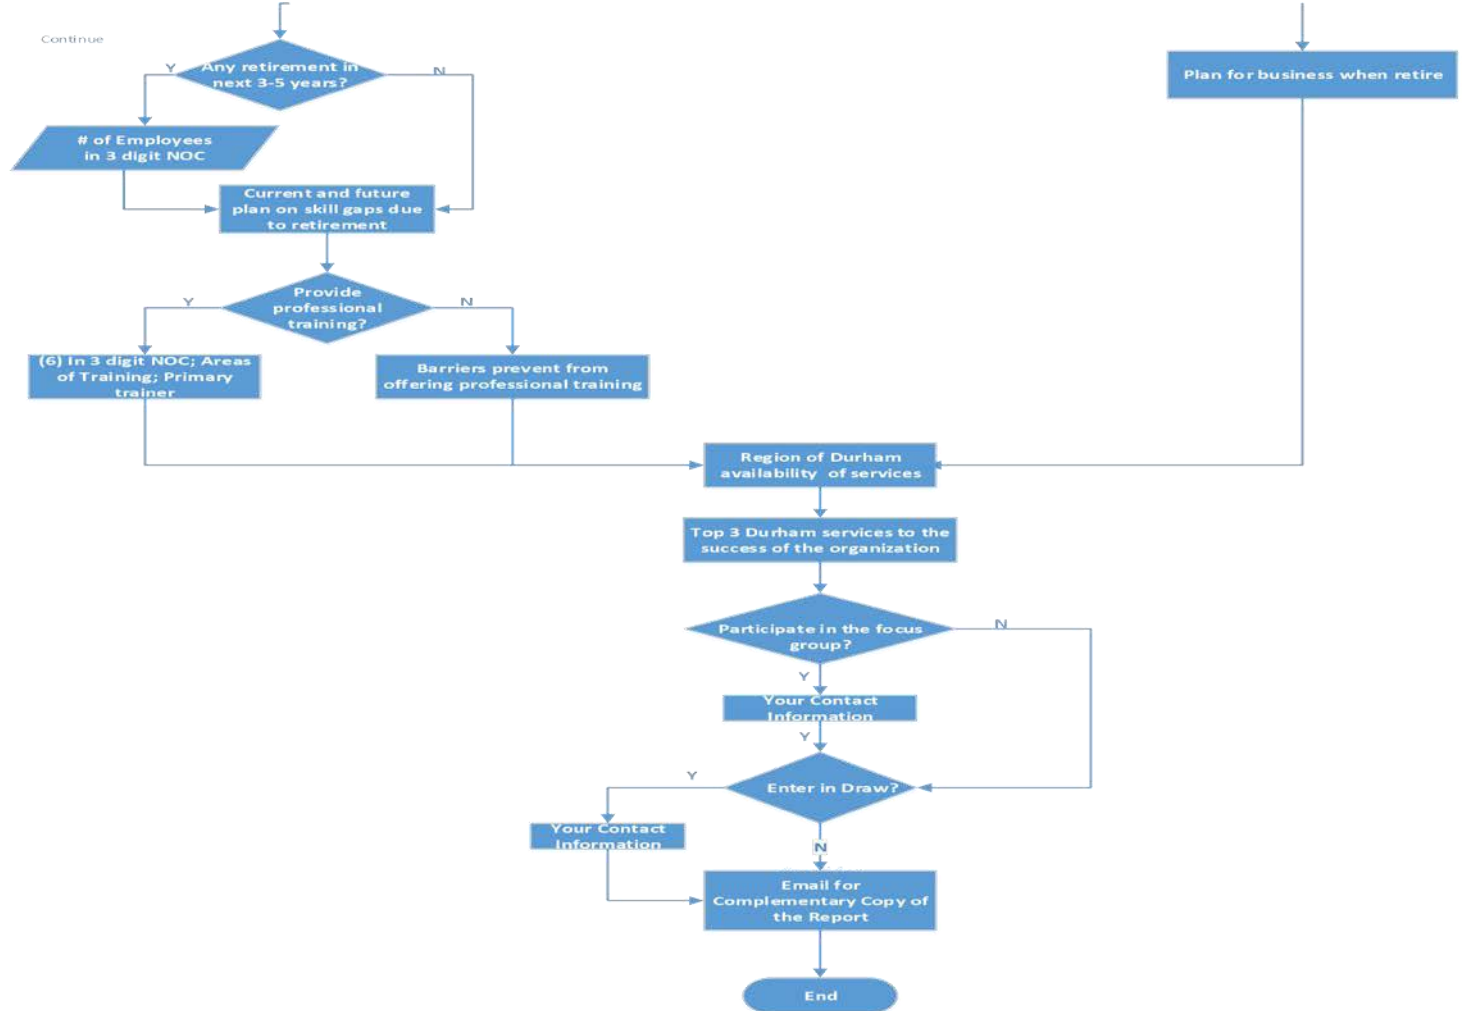 Continue
Any retirement in
next 3-5 years?
Y
N
Plan for business when retire
# of Employees
in 3 digit NOC
Current and future
plan on skill gaps due
to retirement
Provide
professional
training?
Y
N
(6) In 3 digit NOC; Areas
of Training; Primary
trainer
Barriers prevent from
offering professional training
Region of Durham
availability of services
Top 3 Durham services to the
success of the organization
Participate in the focus
group?
N
Y
Your Contact
Information
Y
Enter in Draw?
Y
Your Contact
Information
N
Email for
Complementary Copy of
the Report
End